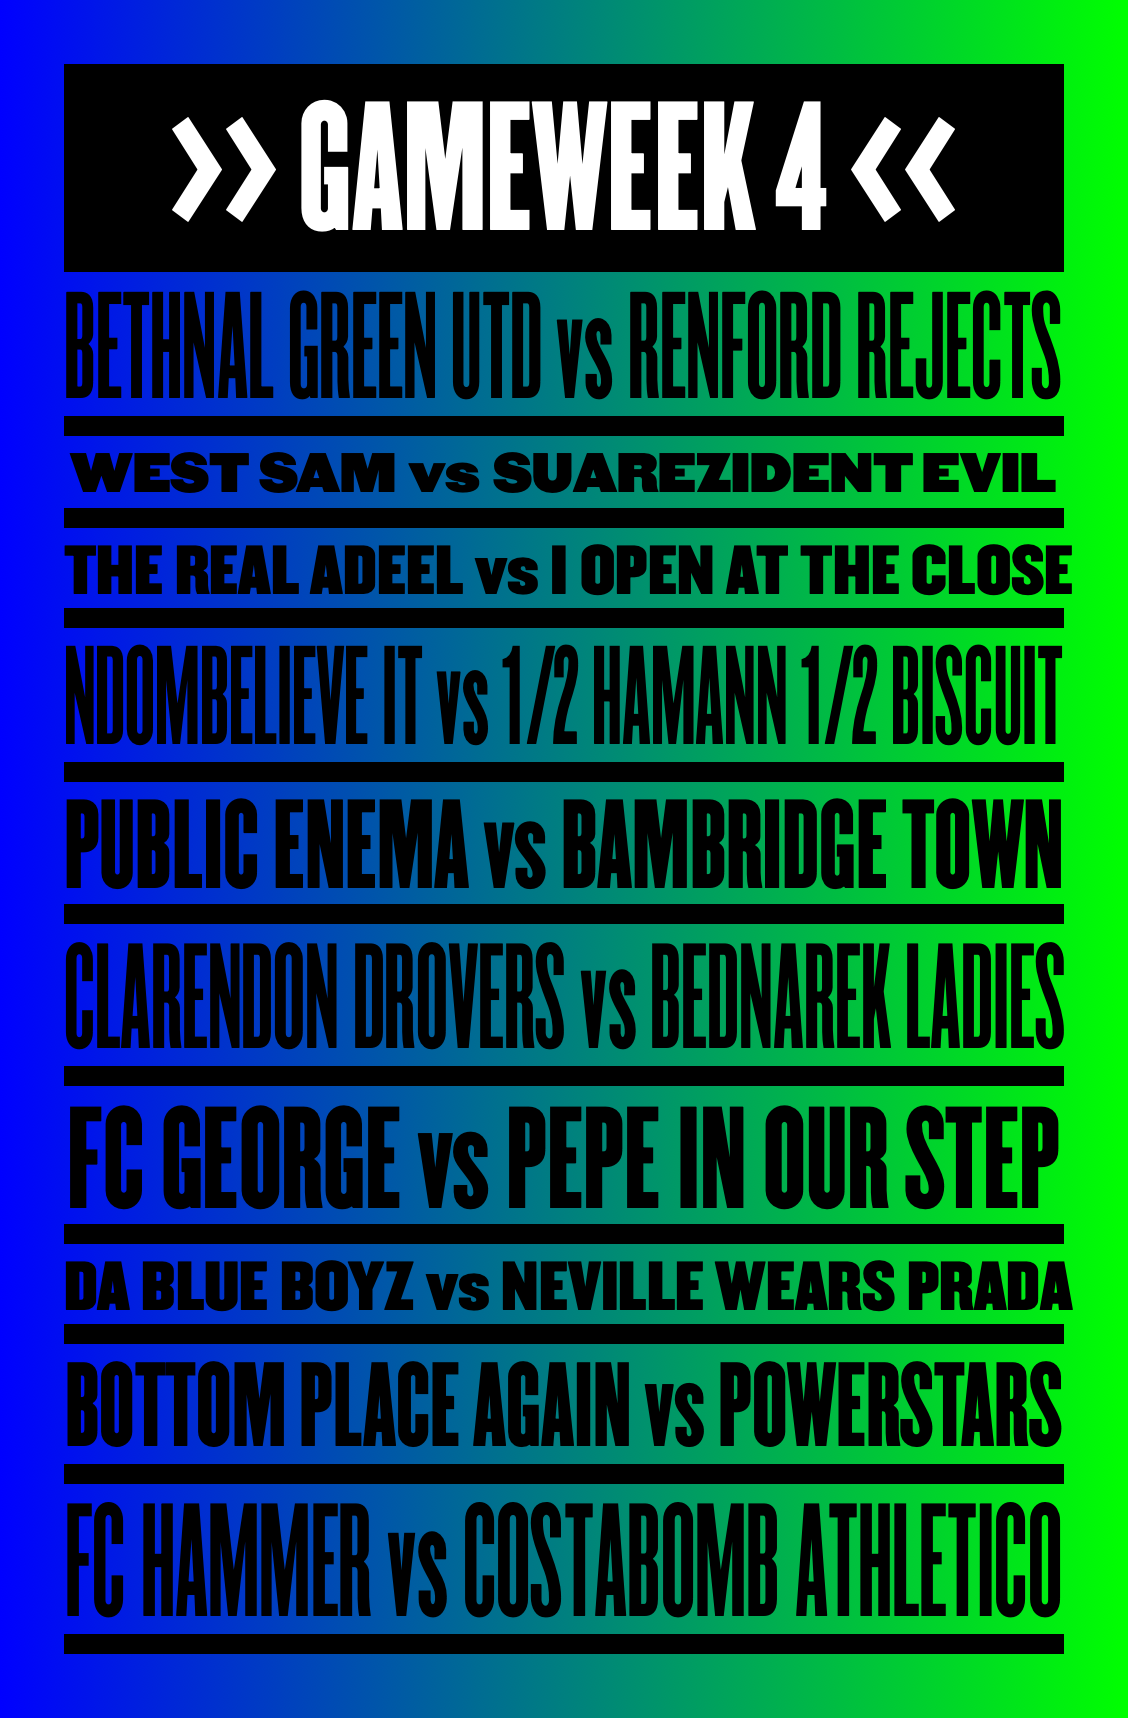 >> GAMEWEEK 4 <<
BETHNAL GREEN UTD vs RENFORD REJECTS
WEST SAM vs SUAREZIDENT EVIL
THE REAL ADEEL vs I OPEN AT THE CLOSE
NDOMBELIEVE IT vs 1/2 HAMANN 1/2 BISCUIT
PUBLIC ENEMA vs BAMBRIDGE TOWN
CLARENDON DROVERS vs BEDNAREK LADIES
FC GEORGE vs PEPE IN OUR STEP
DA BLUE BOYZ vs NEVILLE WEARS PRADA
BOTTOM PLACE AGAIN vs POWERSTARS
FC HAMMER vs COSTABOMB ATHLETICO